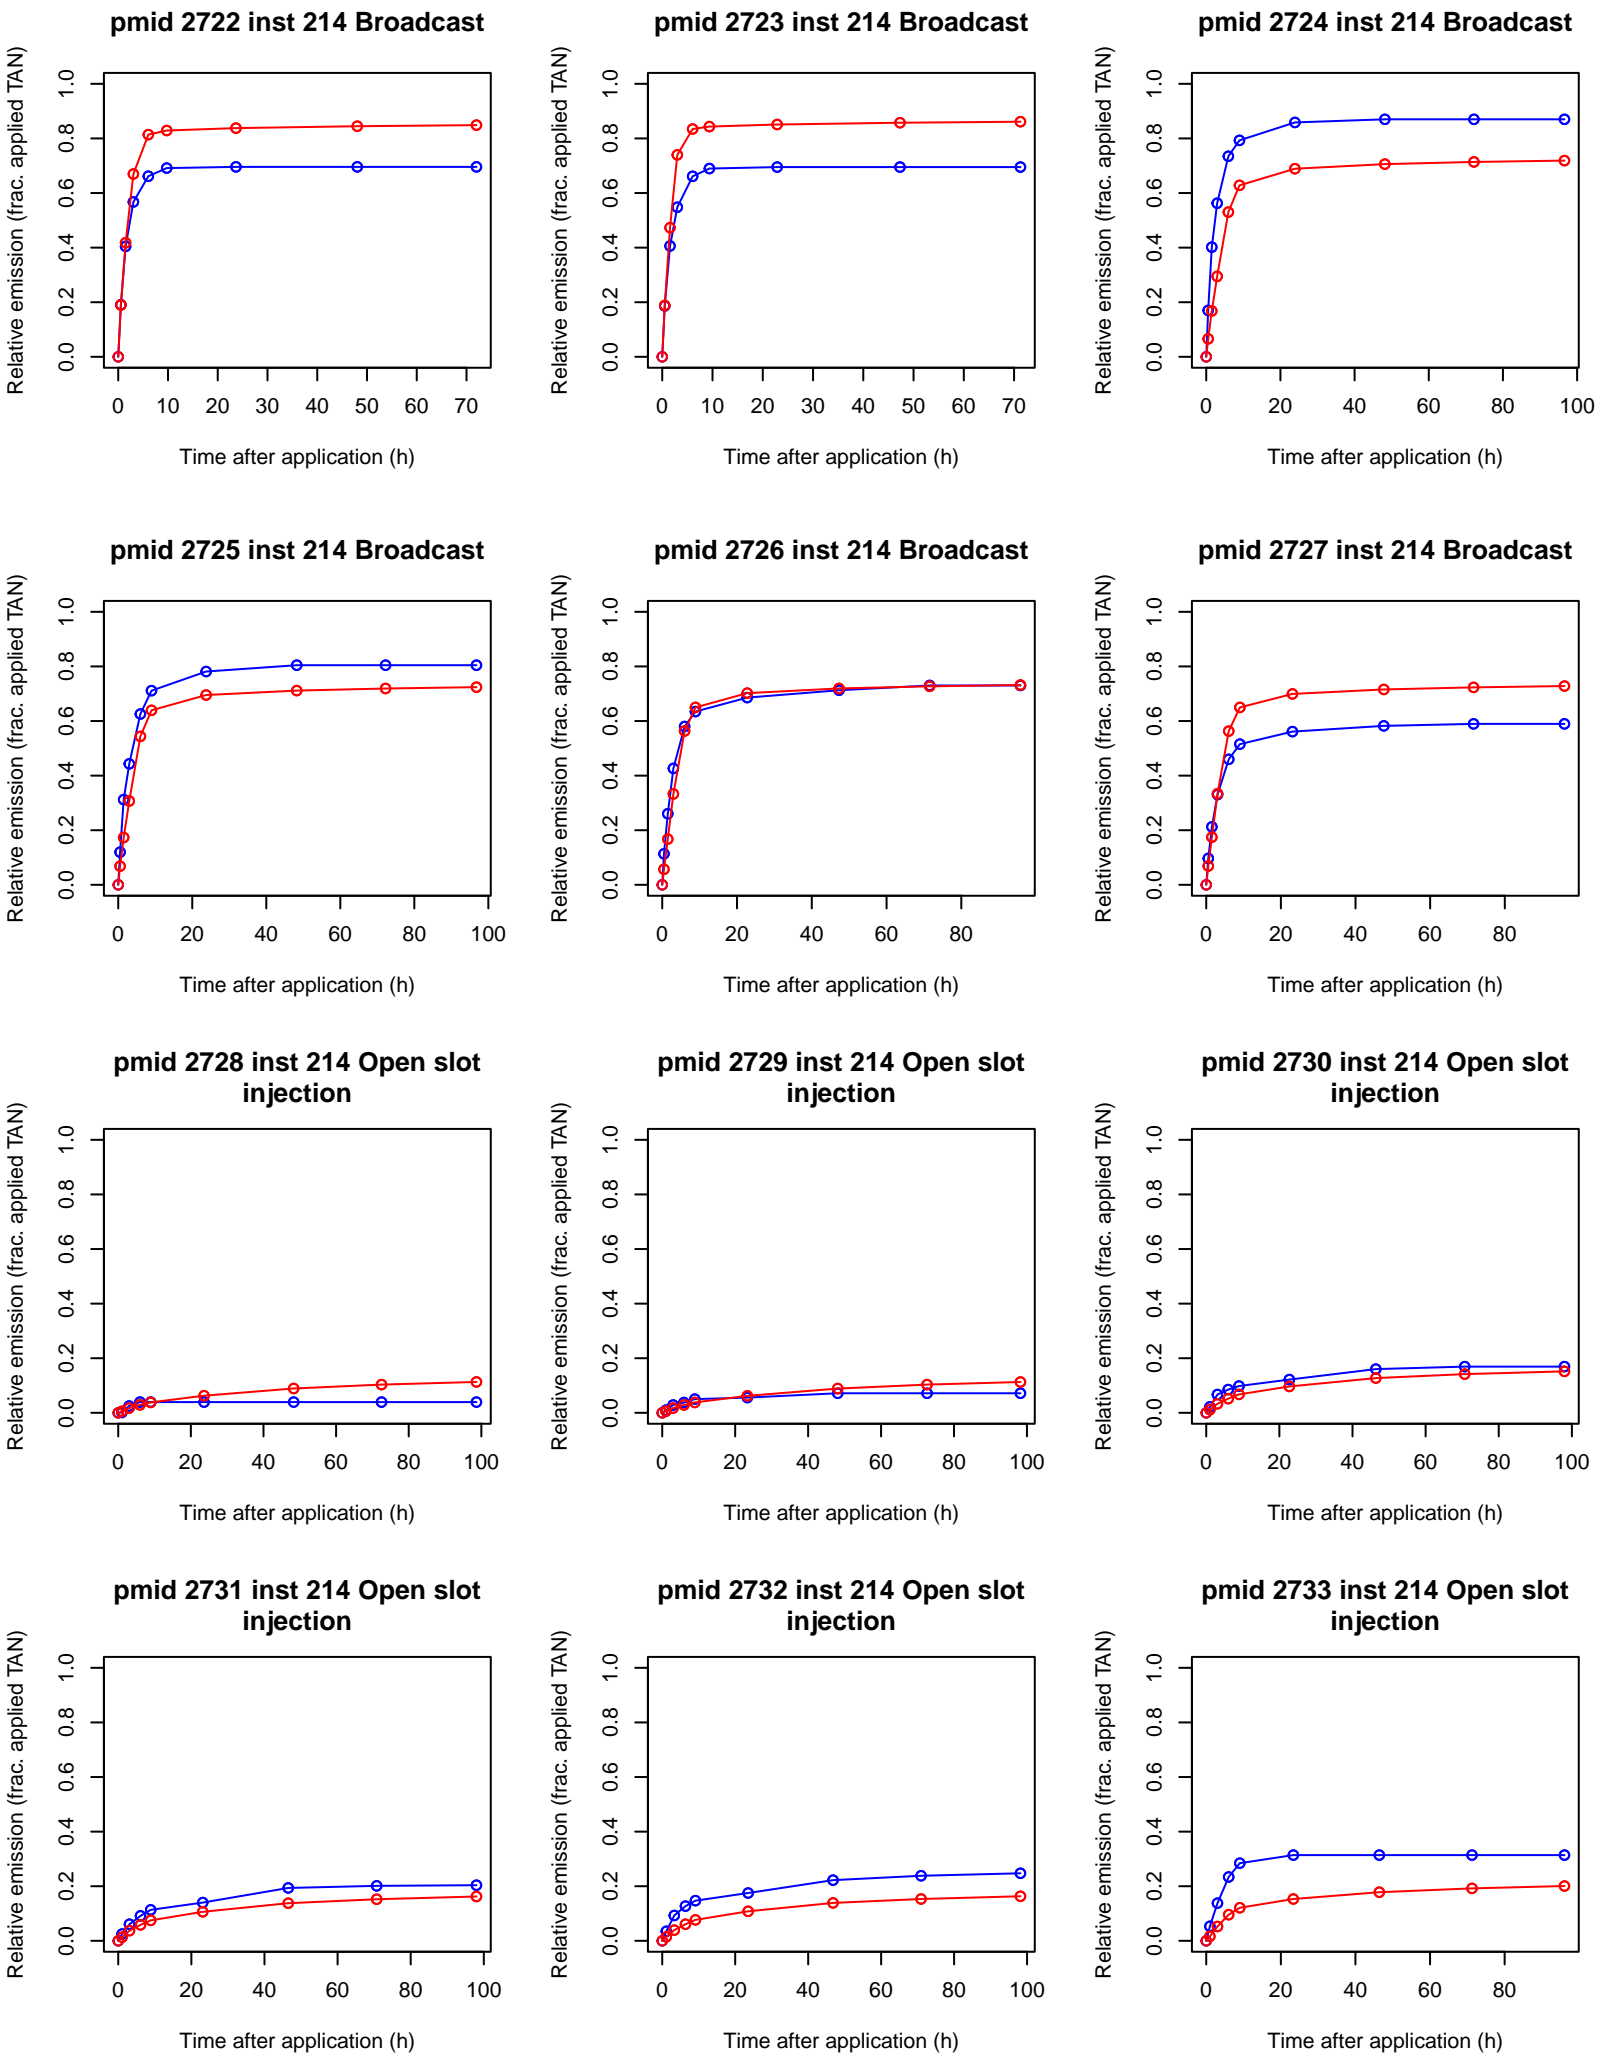 pmid 2722 inst 214 Broadcast
Relative emission (frac. applied TAN)
1.0
0.8
0.6
0.4
0.2
0.0
0 10 20 30 40 50 60 70
Time after application (h)
pmid 2723 inst 214 Broadcast
Relative emission (frac. applied TAN)
1.0
0.8
0.6
0.4
0.2
0.0
0 10 20 30 40 50 60 70
Time after application (h)
pmid 2724 inst 214 Broadcast
Relative emission (frac. applied TAN)
1.0
0.8
0.6
0.4
0.2
0.0
0 20 40 60 80 100
Time after application (h)
pmid 2725 inst 214 Broadcast
Relative emission (frac. applied TAN)
1.0
0.8
0.6
0.4
0.2
0.0
0 20 40 60 80 100
Time after application (h)
pmid 2726 inst 214 Broadcast
Relative emission (frac. applied TAN)
1.0
0.8
0.6
0.4
0.2
0.0
0 20 40 60 80
Time after application (h)
pmid 2727 inst 214 Broadcast
Relative emission (frac. applied TAN)
1.0
0.8
0.6
0.4
0.2
0.0
0 20 40 60 80
Time after application (h)
pmid 2728 inst 214 Open slot
injection
Relative emission (frac. applied TAN)
1.0
0.8
0.6
0.4
0.2
0.0
0 20 40 60 80 100
Time after application (h)
pmid 2729 inst 214 Open slot
injection
Relative emission (frac. applied TAN)
1.0
0.8
0.6
0.4
0.2
0.0
0 20 40 60 80 100
Time after application (h)
pmid 2730 inst 214 Open slot
injection
Relative emission (frac. applied TAN)
1.0
0.8
0.6
0.4
0.2
0.0
0 20 40 60 80 100
Time after application (h)
pmid 2731 inst 214 Open slot
injection
Relative emission (frac. applied TAN)
1.0
0.8
0.6
0.4
0.2
0.0
0 20 40 60 80 100
Time after application (h)
pmid 2732 inst 214 Open slot
injection
Relative emission (frac. applied TAN)
1.0
0.8
0.6
0.4
0.2
0.0
0 20 40 60 80 100
Time after application (h)
pmid 2733 inst 214 Open slot
injection
Relative emission (frac. applied TAN)
1.0
0.8
0.6
0.4
0.2
0.0
0 20 40 60 80
Time after application (h)